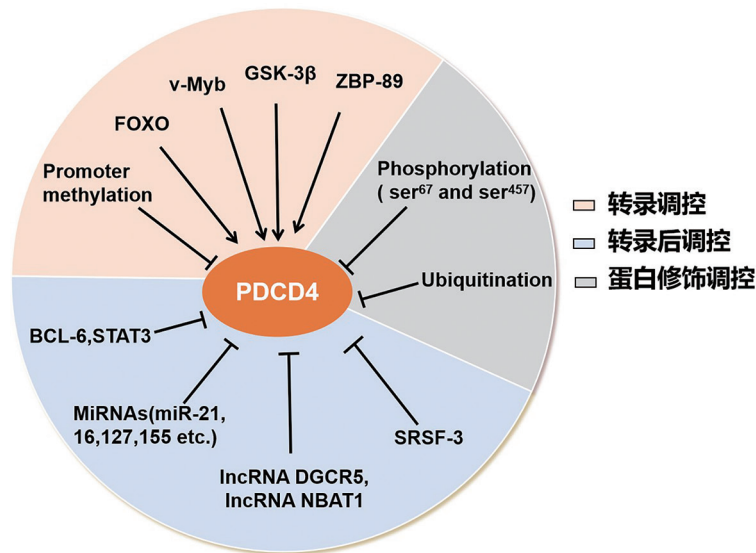 GSK-3β
v-Myb
ZBP-89
FOXO
Promoter
methylation
Phosphorylation
( ser⁶⁷ and ser⁴⁵⁷)
Ubiquitination
PDCD4
BCL-6,STAT3
MiRNAs(miR-21,
16,127,155 etc.)
lncRNA DGCR5,
lncRNA NBAT1
SRSF-3
转录调控
转录后调控
蛋白修饰调控